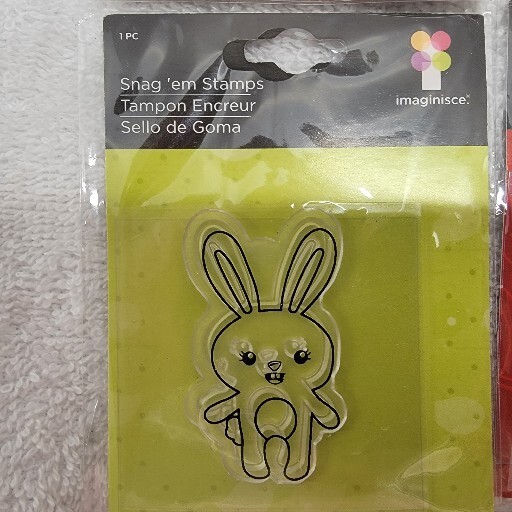 1 PC
Snag 'em Stamps
Tampon Encreur
Sello de Goma
imaginisce.